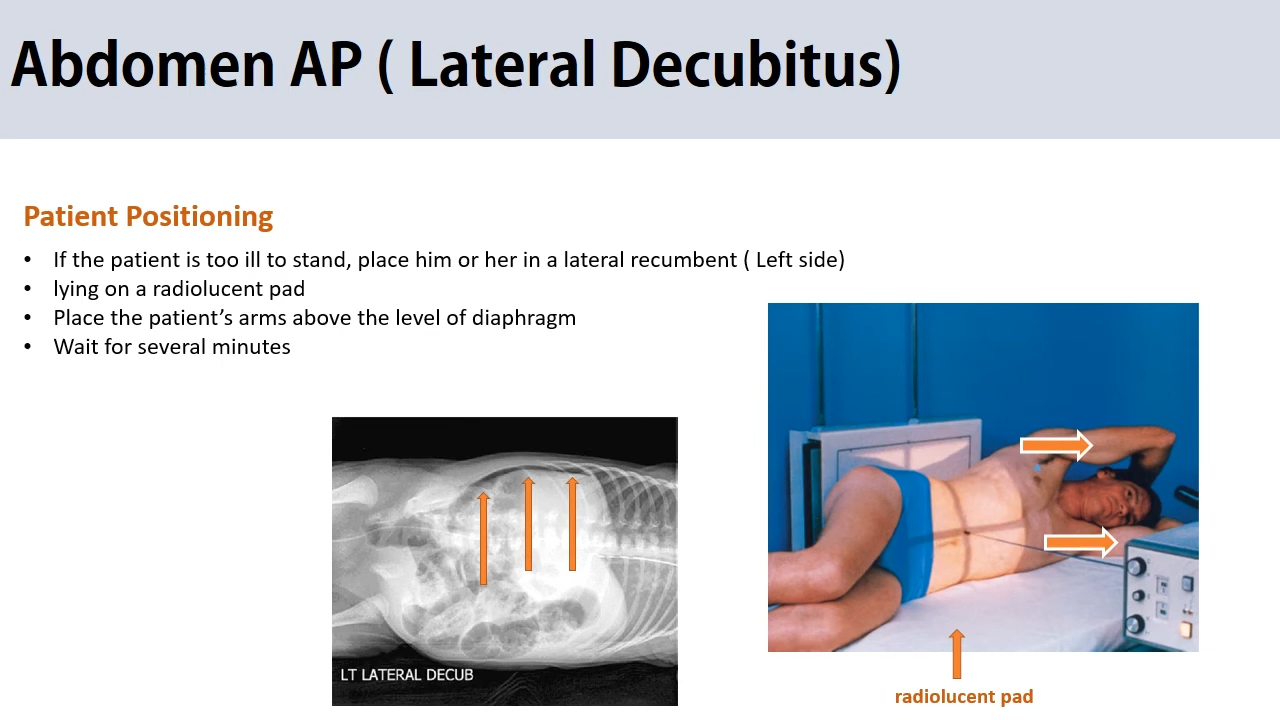 Abdomen AP ( Lateral Decubitus)
Patient Positioning
• If the patient is too ill to stand, place him or her in a lateral recumbent ( Left side)
• lying on a radiolucent pad
• Place the patient’s arms above the level of diaphragm
• Wait for several minutes
LT LATERAL DECUB
radiolucent pad